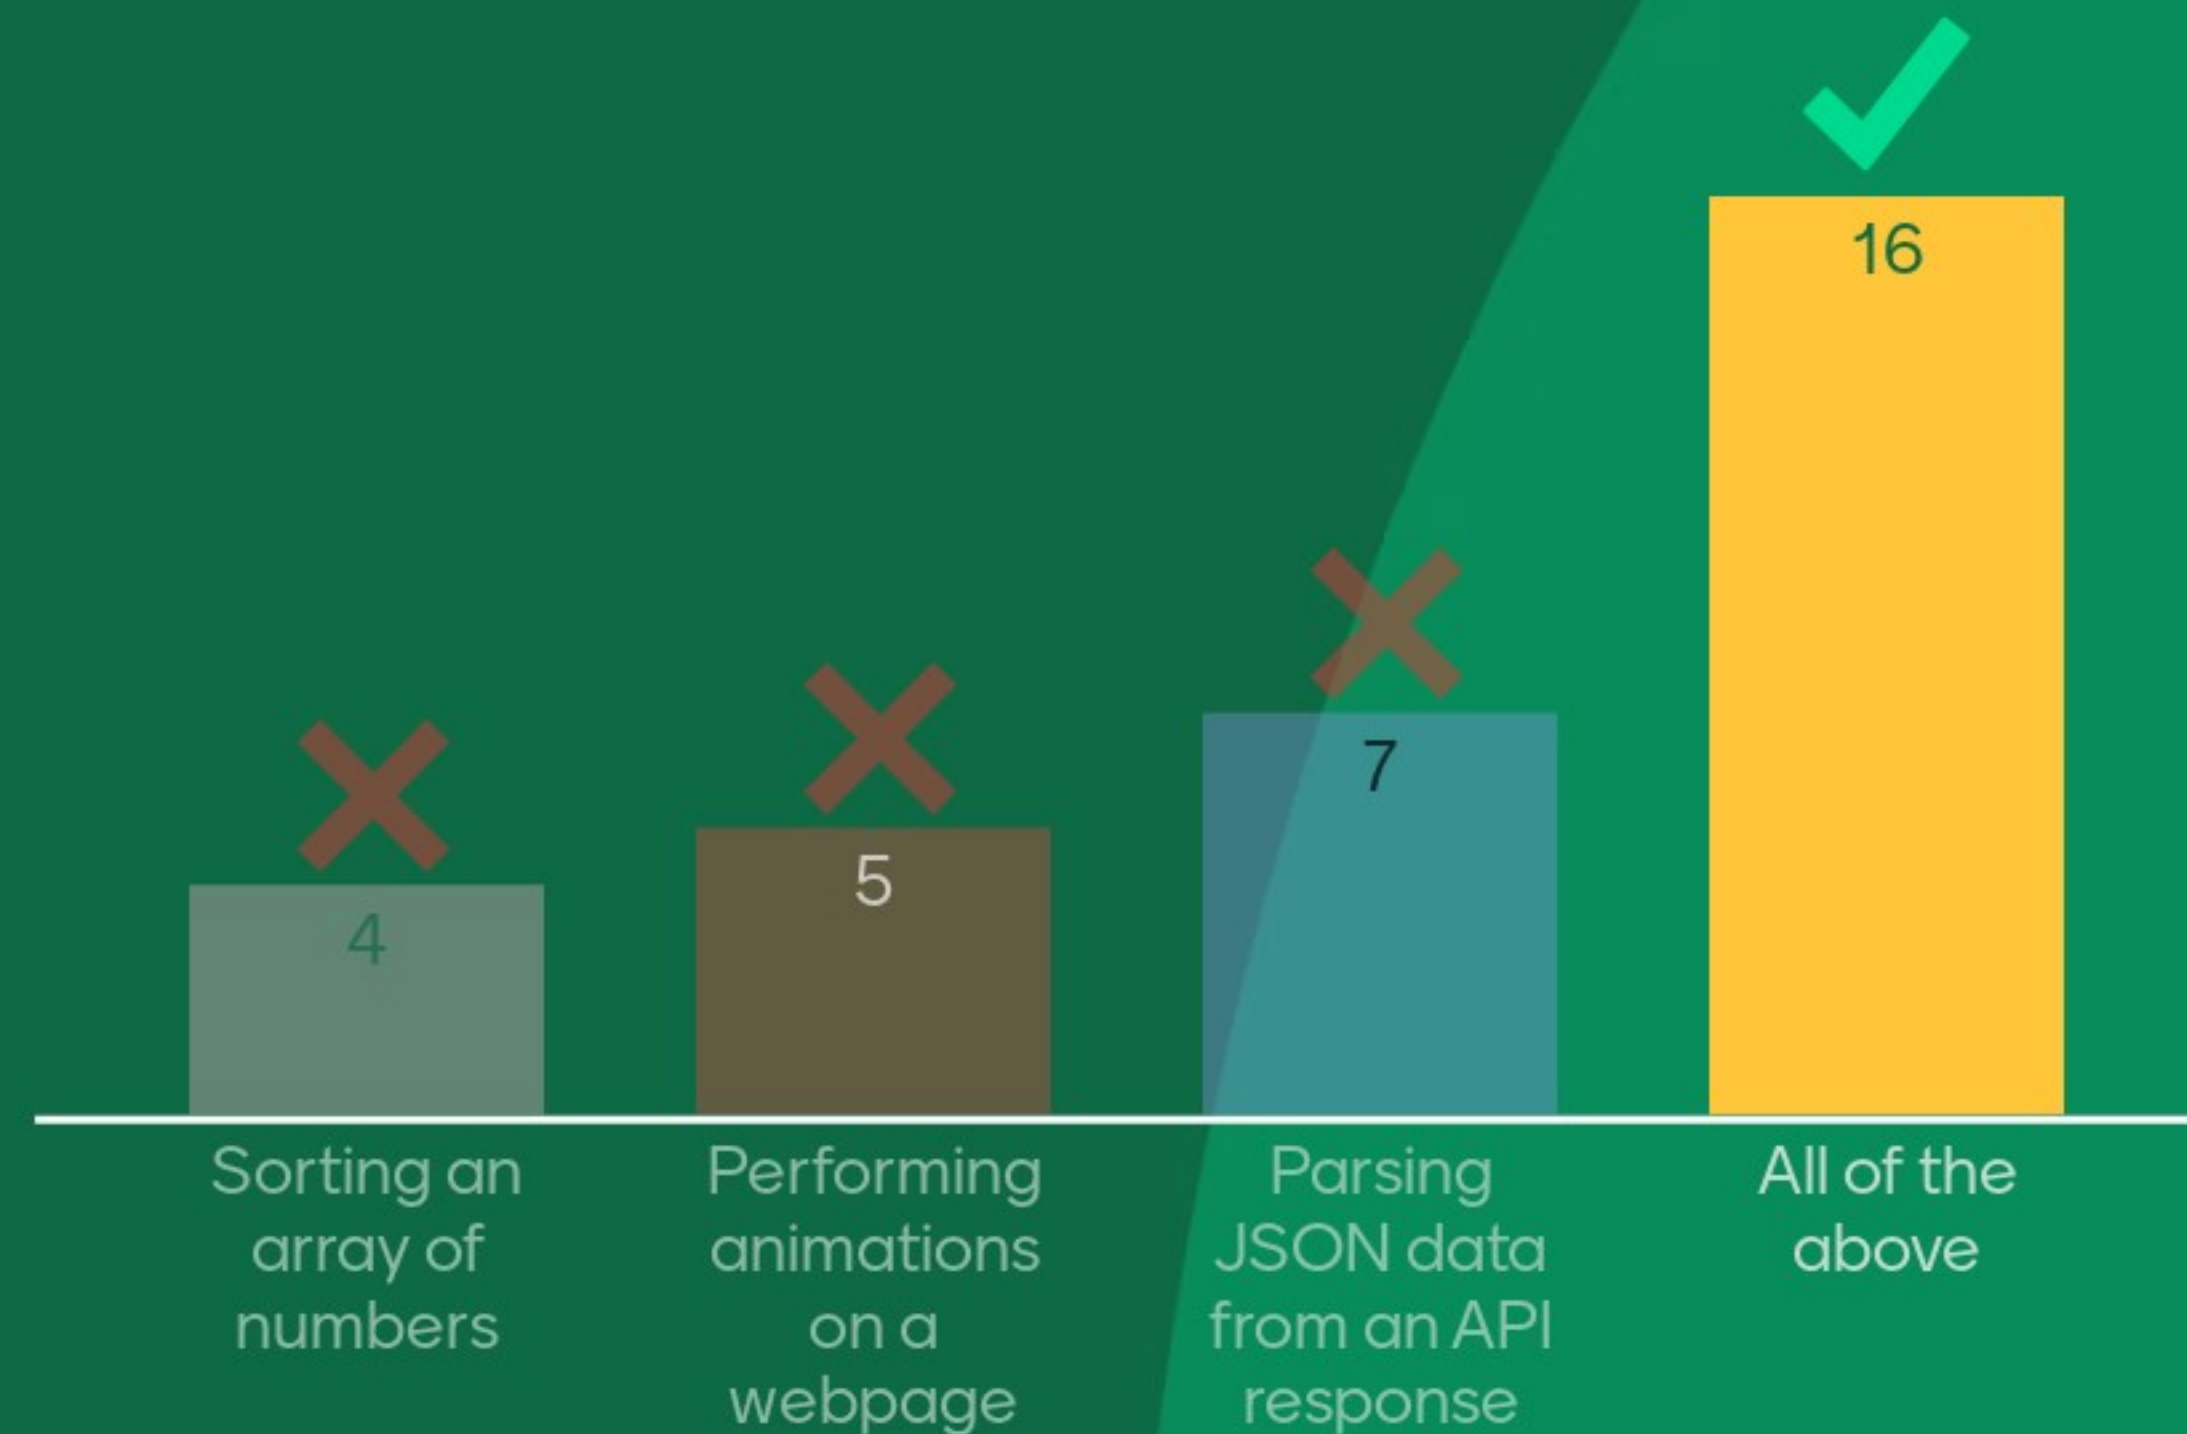 16
7
5
4
Sorting an
array of
numbers
Performing
animations
on a
webpage
Parsing
JSON data
from an API
response
All of the
above